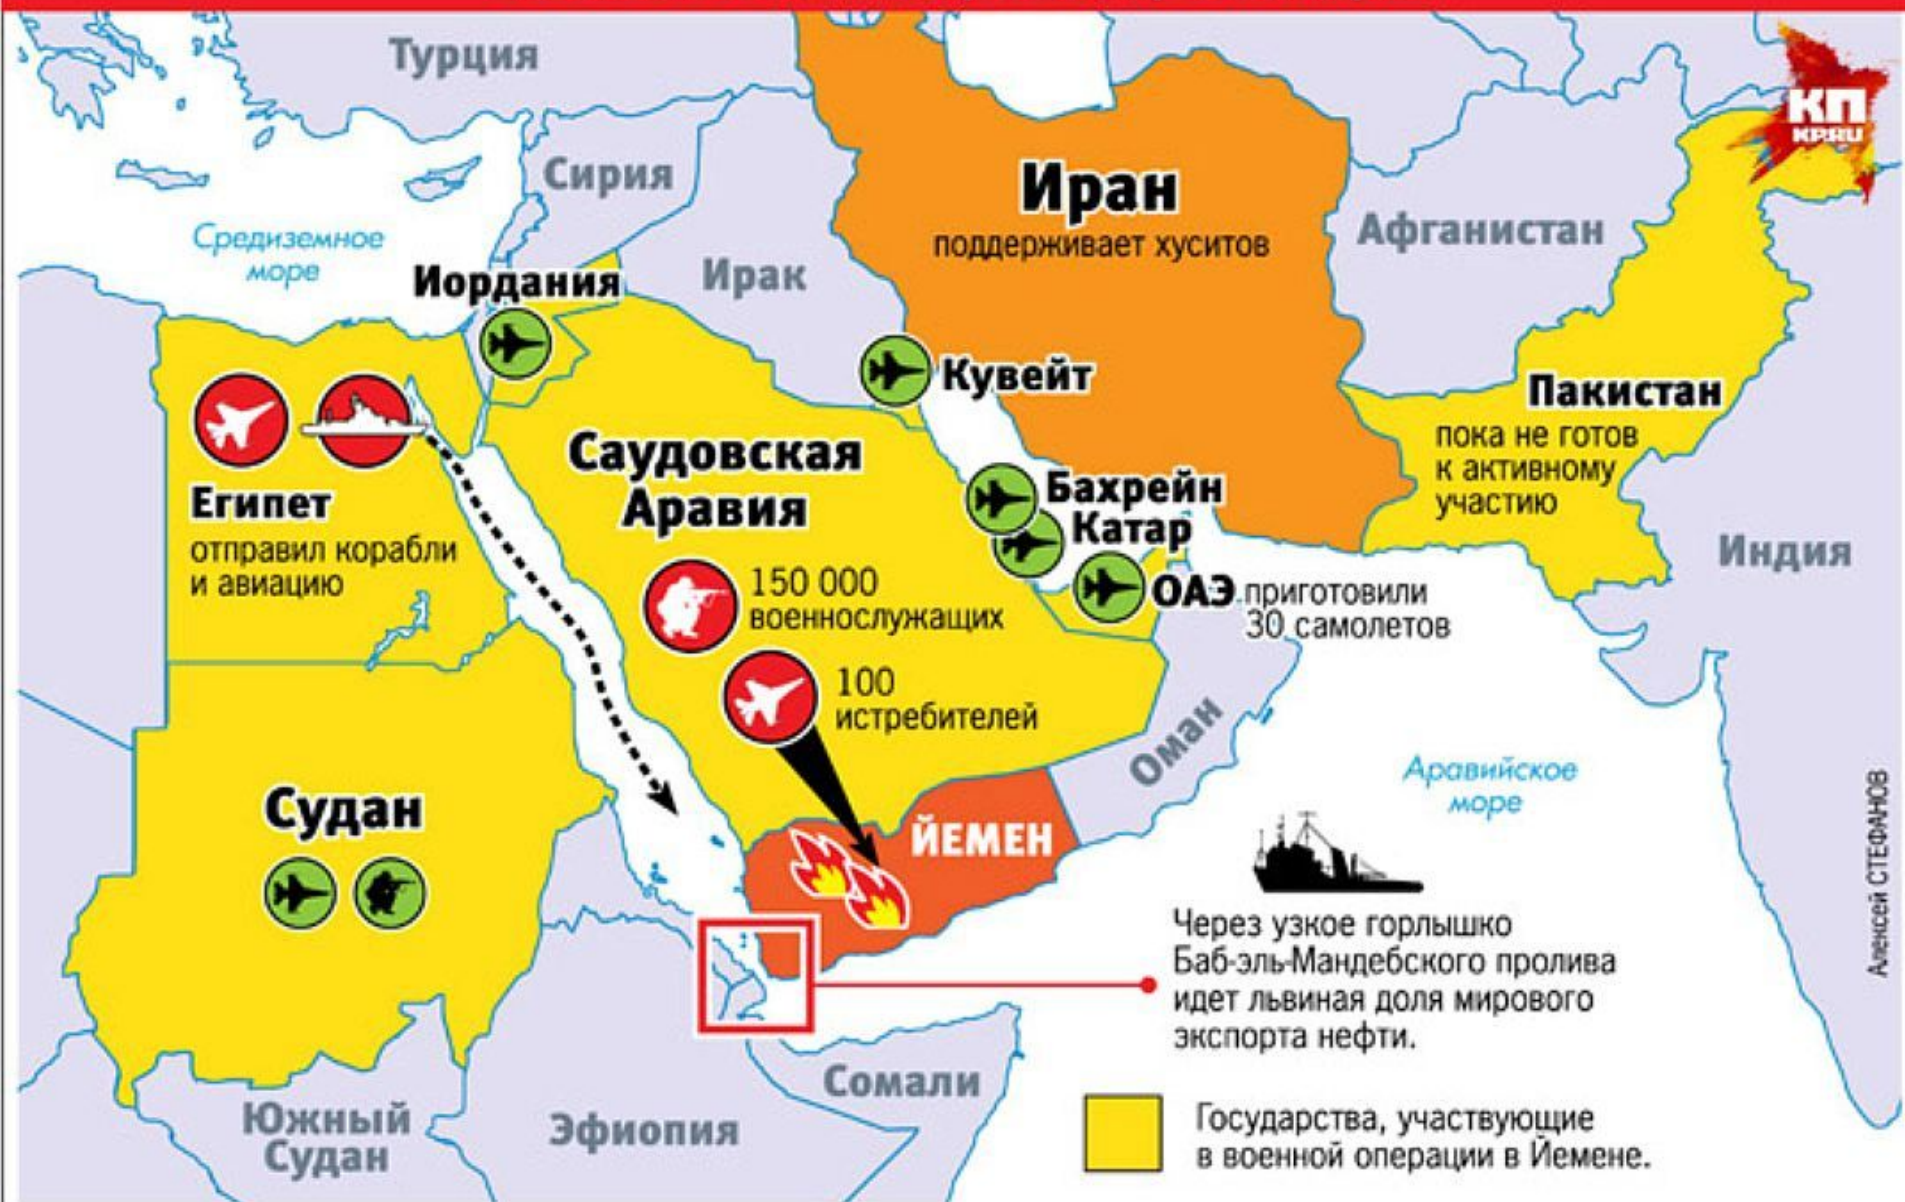 Турция
КП
KP.RU
Сирия
Иран
поддерживает хуситов
Афганистан
Средиземное
море
Иордания
Ирак
Кувейт
Пакистан
пока не готов
к активному
участию
Саудовская
Аравия
Бахрейн
Катар
Египет
отправил корабли
и авиацию
Индия
150 000
военнослужащих
ОАЭ приготовили
30 самолетов
100
истребителей
Оман
Аравийское
море
Судан
ЙЕМЕН
Алексей СТЕФАНОВ
Через узкое горлышко
Баб-эль-Мандебского пролива
идет львиная доля мирового
экспорта нефти.
Сомали
Южный
Судан
Эфиопия
Государства, участвующие
в военной операции в Йемене.